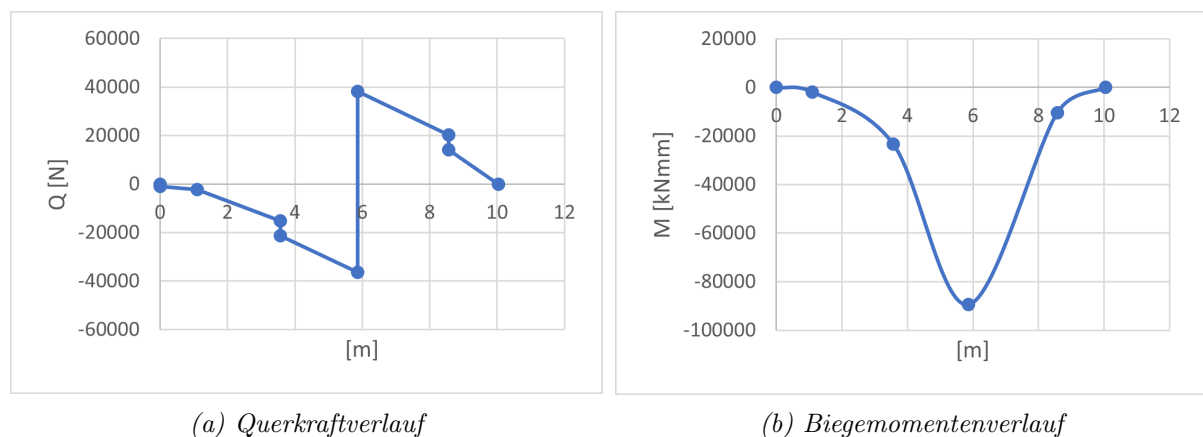 60000
40000
20000
0
-20000
-40000
-60000
Q [N]
0 2 4 6 8 10 12
[m]
20000
0
-20000
-40000
-60000
-80000
-100000
M [kNmm]
0 2 4 6 8 10 12
[m]
(a) Querkraftverlauf
(b) Biegemomentenverlauf